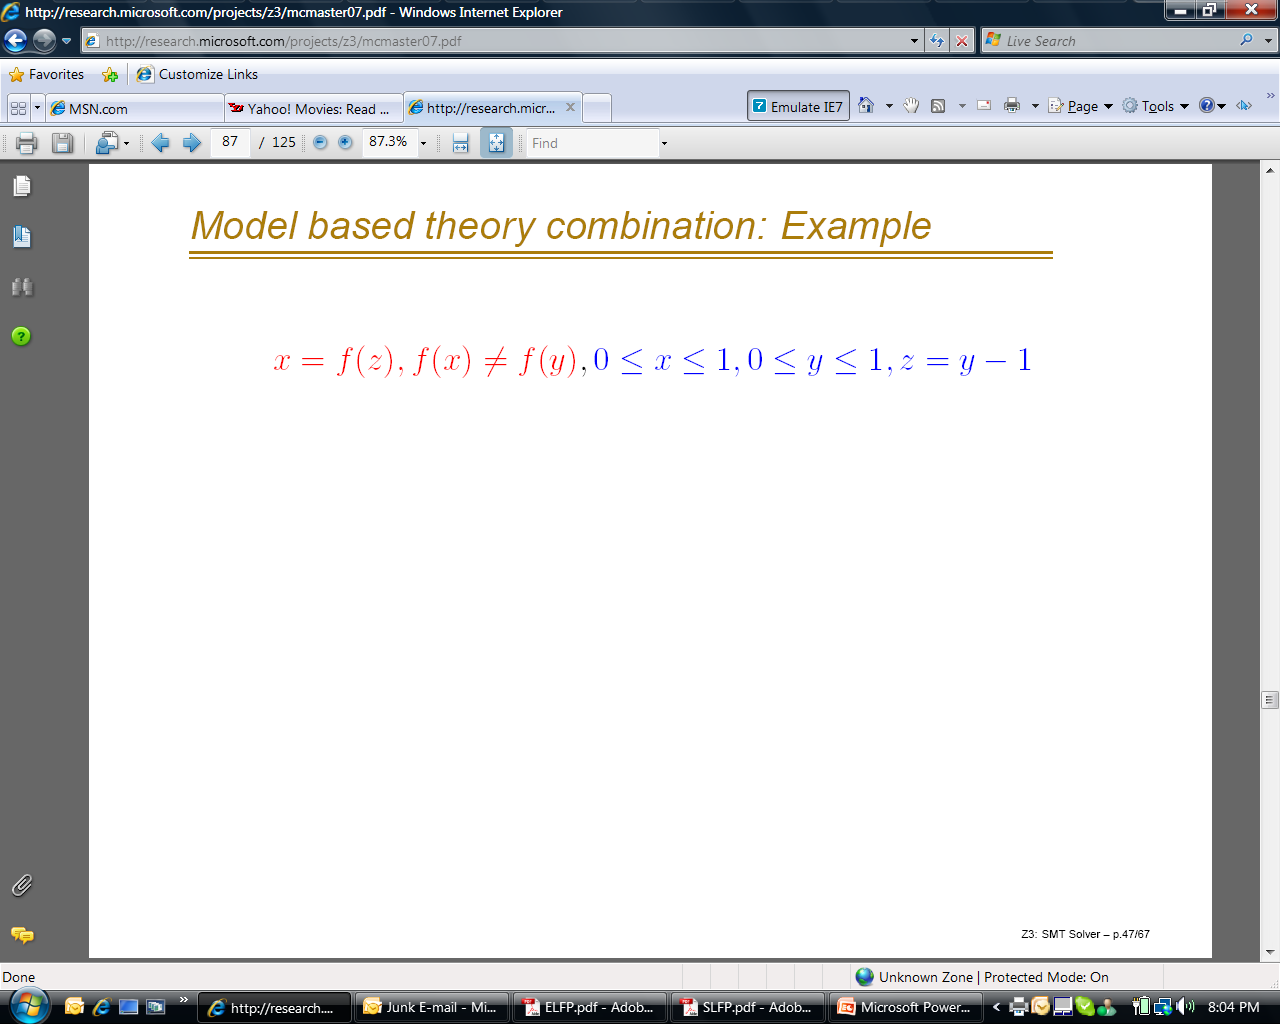 http://research.microsoft.com/projects/z3/mcmaster07.pdf - Windows Internet Explorer
http://research.microsoft.com/projects/z3/mcmaster07.pdf
Live Search
Favorites Customize Links
MSN.com Yahoo! Movies: Read ... http://research.micr... 7 Emulate IE7 Page Tools
87 / 125 87.3% Find
Model based theory combination: Example
x = f(z), f(x) ≠ f(y), 0 ≤ x ≤ 1, 0 ≤ y ≤ 1, z = y − 1
Z3: SMT Solver – p.47/67
Done Unknown Zone | Protected Mode: On
http://research.... Junk E-mail - Mi... ELFP.pdf - Adob... SLFP.pdf - Adob... Microsoft Power... 8:04 PM